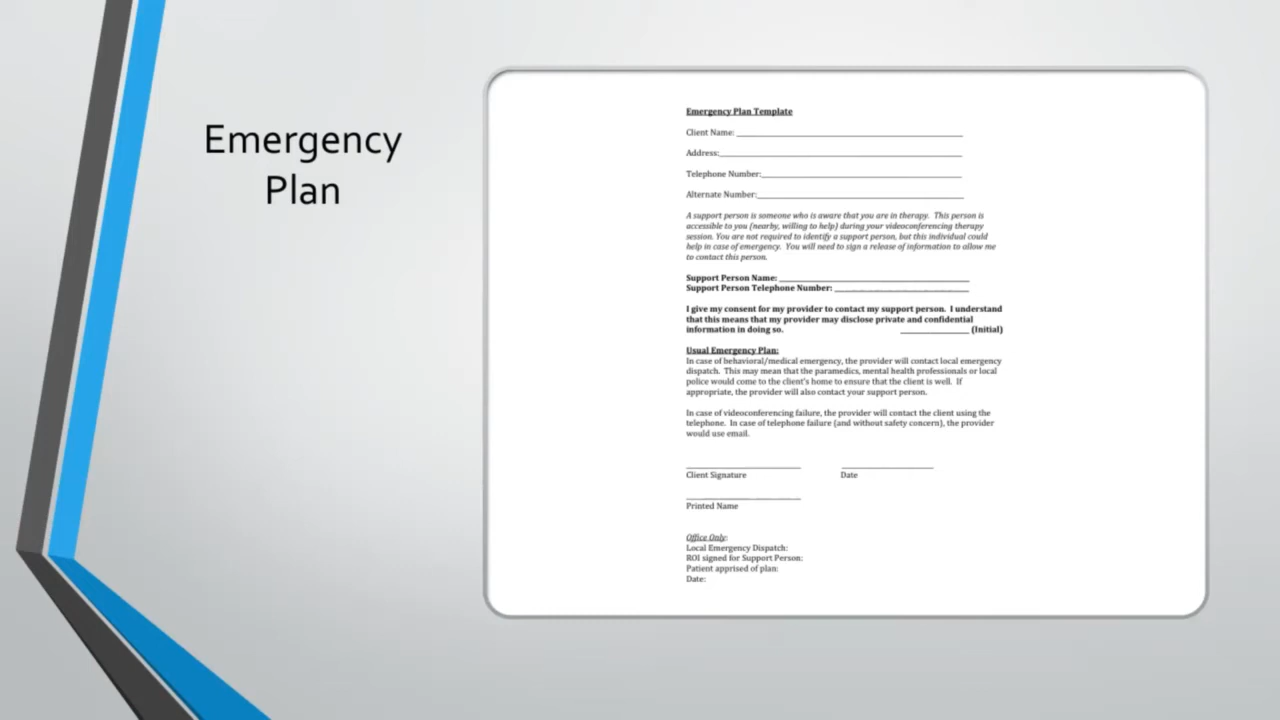 Emergency
Plan
Emergency Plan Template
Client Name:
Address:
Telephone Number:
Alternate Number:
A support person is someone who is aware that you are in therapy. This person is
accessible to you (nearby, willing to help) during your videoconferencing therapy
session. You are not required to identify a support person, but this individual could
help in case of emergency. You will need to sign a release of information to allow me
to contact this person.
Support Person Name:
Support Person Telephone Number:
I give my consent for my provider to contact my support person. I understand
that this means that my provider may disclose private and confidential
information in doing so. (Initial)
Usual Emergency Plan:
In case of behavioral/medical emergency, the provider will contact local emergency
dispatch. This may mean that the paramedics, mental health professionals or local
police would come to the client's home to ensure that the client is well. If
appropriate, the provider will also contact your support person.
In case of videoconferencing failure, the provider will contact the client using the
telephone. In case of telephone failure (and without safety concern), the provider
would use email.
Client Signature Date
Printed Name
Office Only:
Local Emergency Dispatch:
ROI signed for Support Person:
Patient apprised of plan:
Date: